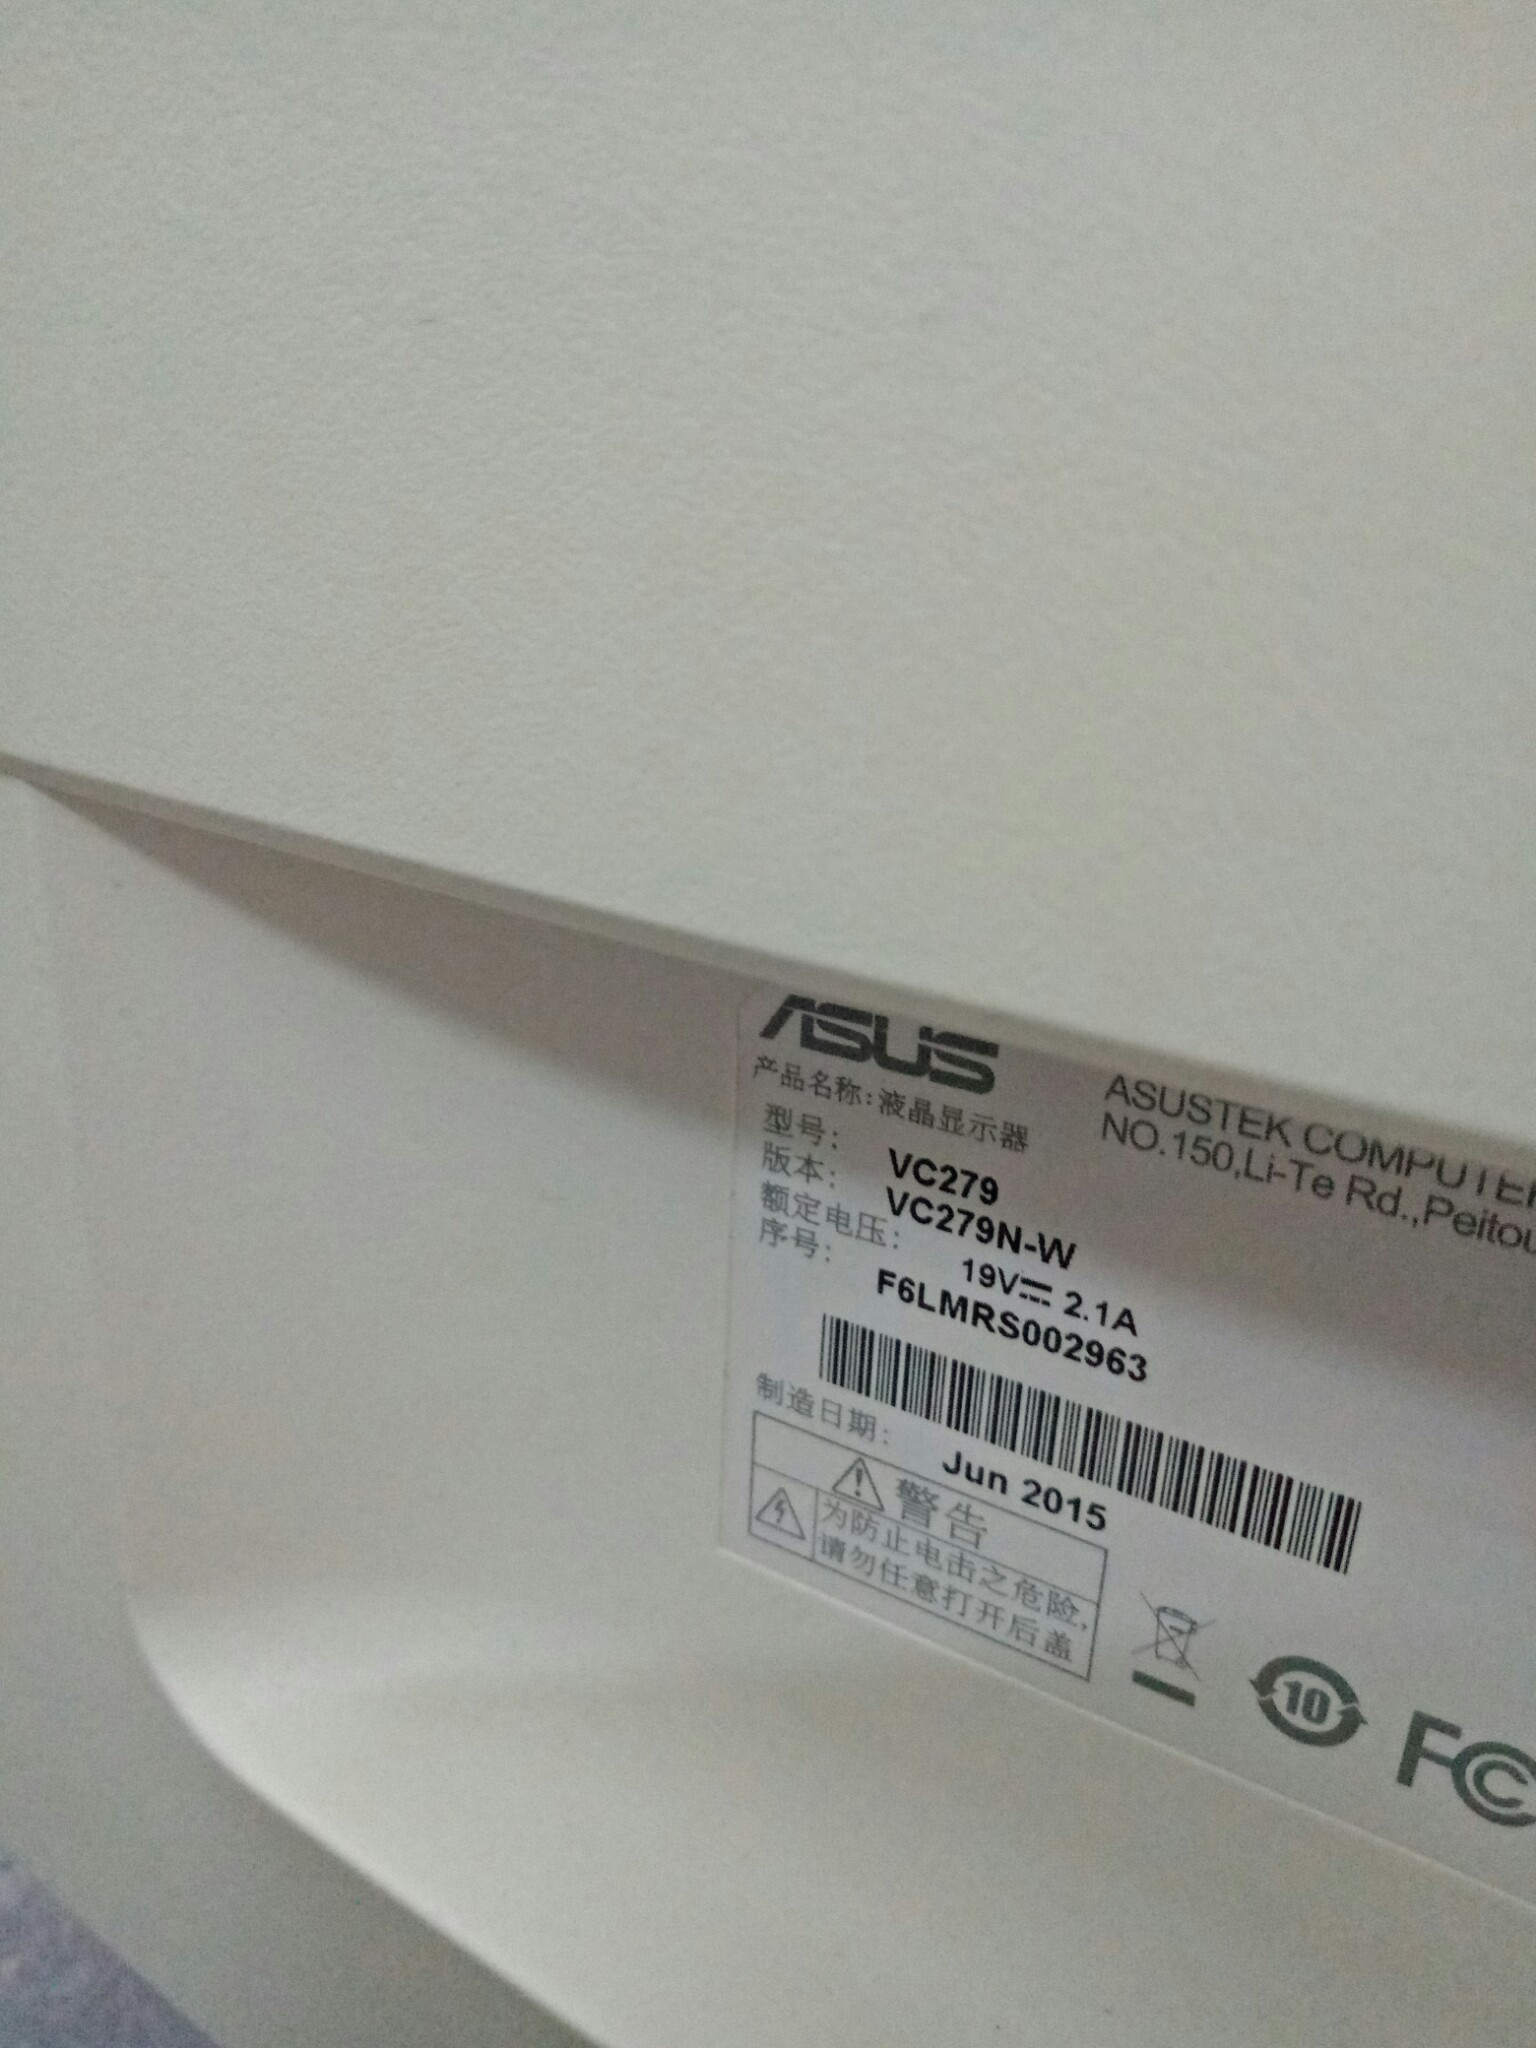 ASUS
产品名称:液晶显示器
型号: VC279
版本: VC279N-W
额定电压: 19V 2.1A
序号: F6LMRS002963
制造日期: Jun 2015
警告
为防止电击之危险,
请勿任意打开后盖
ASUSTEK COMPUTER
NO.150,Li-Te Rd.,Peitou
10
FC